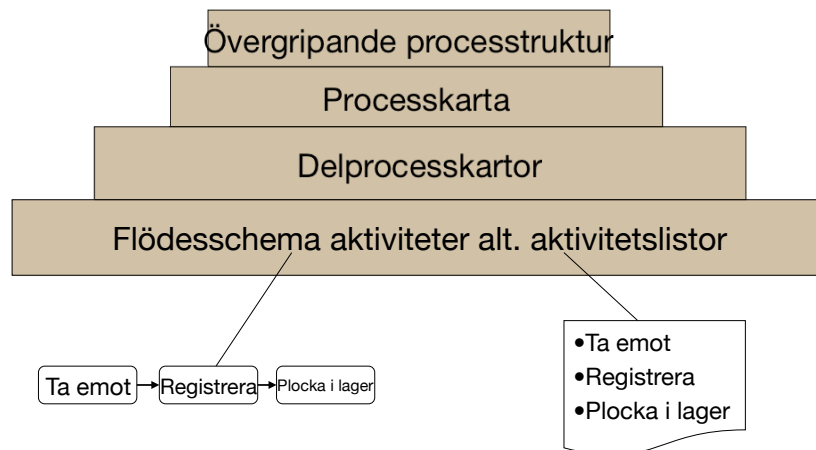 Övergripande processtruktur
Processkarta
Delprocesskartor
Flödesschema aktiviteter alt. aktivitetslistor
Ta emot
Registrera
Plocka i lager
•Ta emot
•Registrera
•Plocka i lager